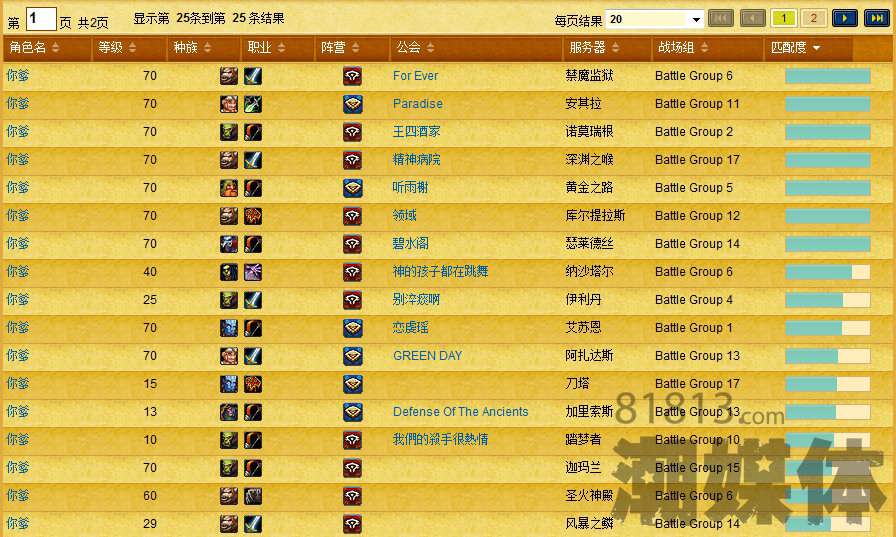 第 1 页 共2页 显示第 25条到第 25 条结果 每页结果 20 1 2
角色名 等级 种族 职业 阵营 公会 服务器 战场组 匹配度
你爹 70 For Ever 禁魔监狱 Battle Group 6
你爹 70 Paradise 安其拉 Battle Group 11
你爹 70 王四酒家 诺莫瑞根 Battle Group 2
你爹 70 精神病院 深渊之喉 Battle Group 17
你爹 70 听雨榭 黄金之路 Battle Group 5
你爹 70 领域 库尔提拉斯 Battle Group 12
你爹 70 碧水阁 瑟莱德丝 Battle Group 14
你爹 40 神的孩子都在跳舞 纳沙塔尔 Battle Group 6
你爹 25 别淬痰啊 伊利丹 Battle Group 4
你爹 70 恋虞瑶 艾苏恩 Battle Group 1
你爹 70 GREEN DAY 阿扎达斯 Battle Group 13
你爹 15 刀塔 Battle Group 17
你爹 13 Defense Of The Ancients 加里索斯 Battle Group 13
你爹 10 我們的殺手很熱情 踏梦者 Battle Group 10
你爹 70 迦玛兰 Battle Group 15
你爹 60 圣火神殿 Battle Group 6
你爹 29 风暴之鳞 Battle Group 14
81813.com
潮媒体